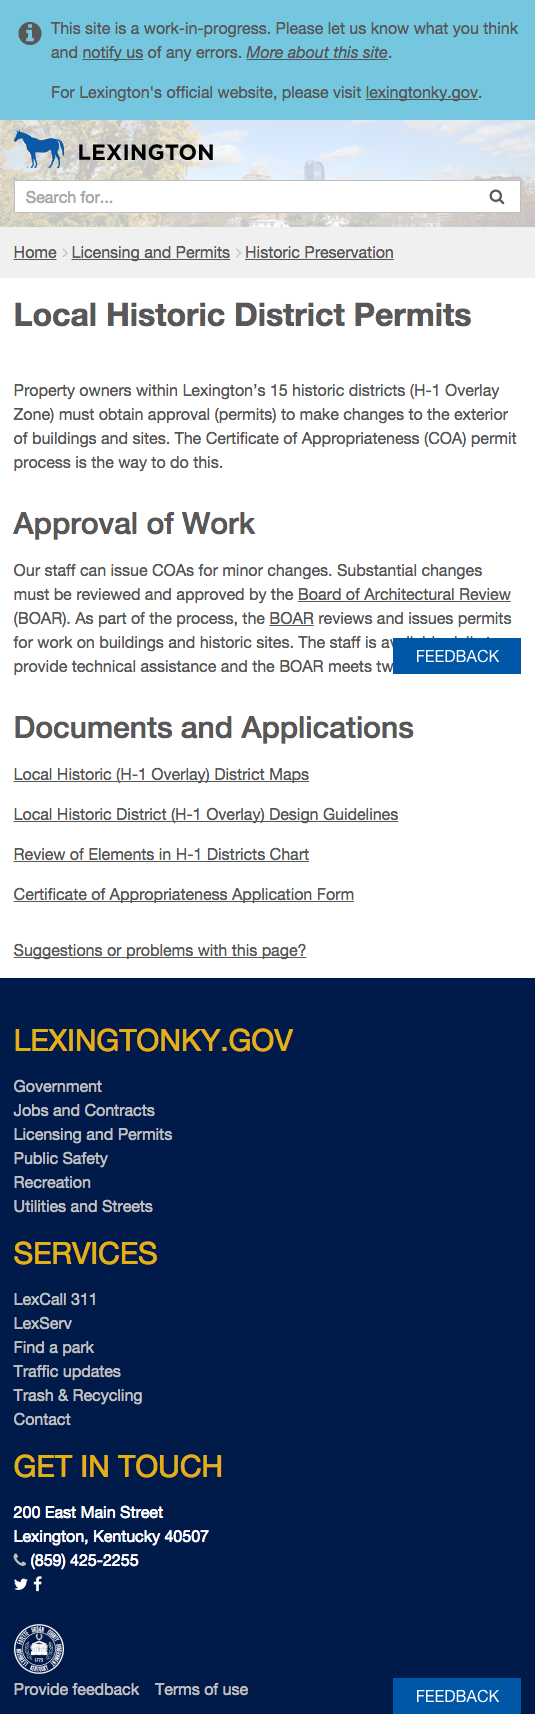 This site is a work-in-progress. Please let us know what you think
and notify us of any errors. More about this site.
For Lexington's official website, please visit lexingtonky.gov.
LEXINGTON
Search for...
Home > Licensing and Permits > Historic Preservation
Local Historic District Permits
Property owners within Lexington’s 15 historic districts (H-1 Overlay
Zone) must obtain approval (permits) to make changes to the exterior
of buildings and sites. The Certificate of Appropriateness (COA) permit
process is the way to do this.
Approval of Work
Our staff can issue COAs for minor changes. Substantial changes
must be reviewed and approved by the Board of Architectural Review
(BOAR). As part of the process, the BOAR reviews and issues permits
for work on buildings and historic sites. The staff is
provide technical assistance and the BOAR meets
FEEDBACK
Documents and Applications
Local Historic (H-1 Overlay) District Maps
Local Historic District (H-1 Overlay) Design Guidelines
Review of Elements in H-1 Districts Chart
Certificate of Appropriateness Application Form
Suggestions or problems with this page?
LEXINGTONKY.GOV
Government
Jobs and Contracts
Licensing and Permits
Public Safety
Recreation
Utilities and Streets
SERVICES
LexCall 311
LexServ
Find a park
Traffic updates
Trash & Recycling
Contact
GET IN TOUCH
200 East Main Street
Lexington, Kentucky 40507
(859) 425-2255
Provide feedback Terms of use
FEEDBACK